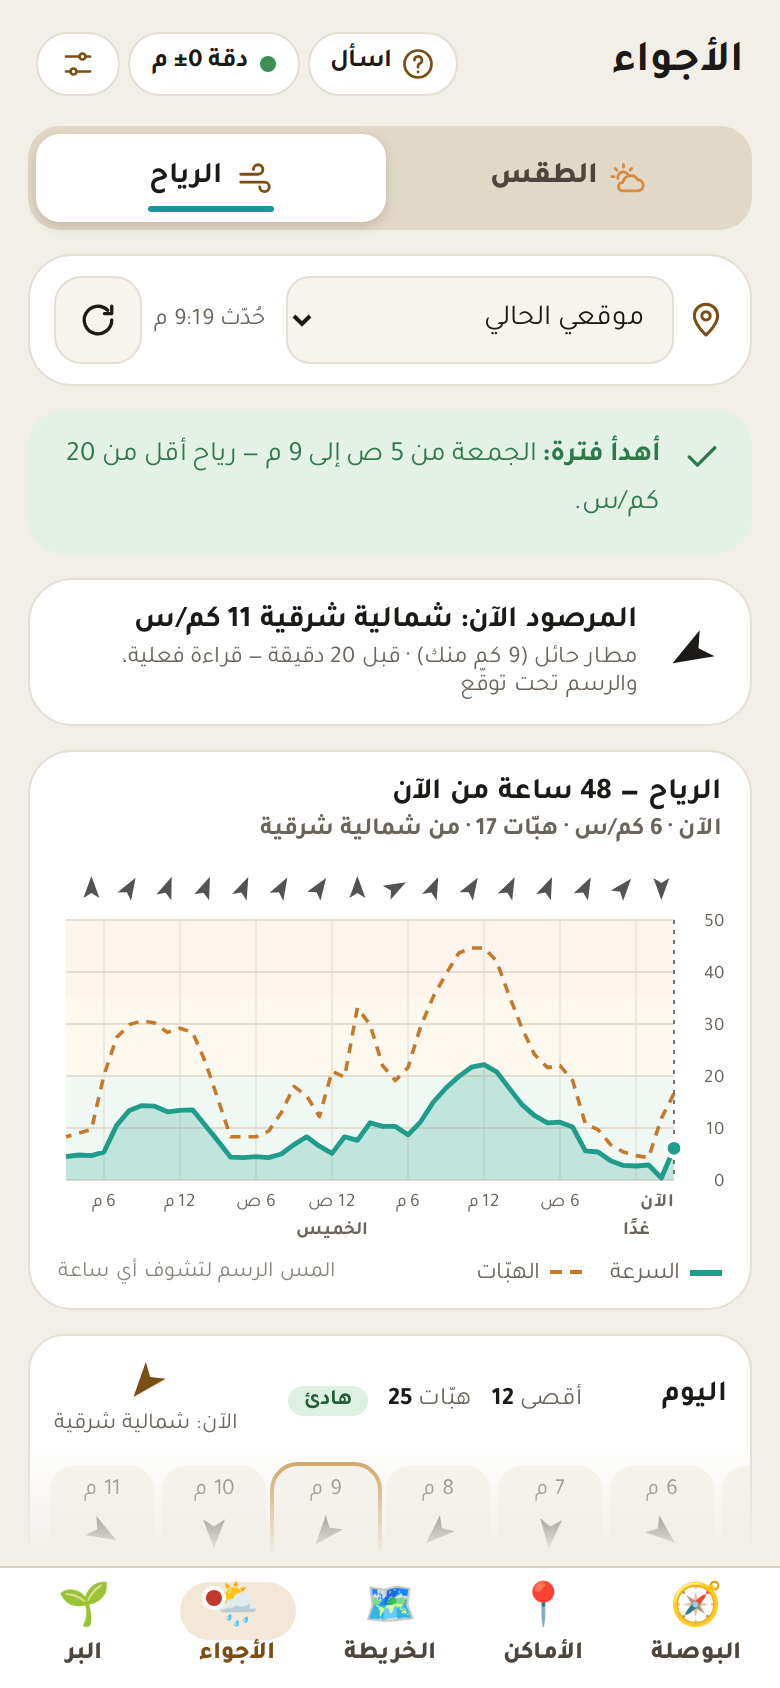 الأجواء
اسأل
دقة ±0 م
الطقس
الرياح
موقعي الحالي
حُدّث 9:19 م
أهدأ فترة: الجمعة من 5 ص إلى 9 م – رياح أقل من 20
كم/س.
المرصود الآن: شمالية شرقية 11 كم/س
مطار حائل (9 كم منك) · قبل 20 دقيقة – قراءة فعلية،
والرسم تحت توقّع
الرياح – 48 ساعة من الآن
الآن · 6 كم/س · هبّات 17 · من شمالية شرقية
50
40
30
20
10
0
الآن 6 ص 12 م 6 م 12 ص 6 ص 12 م 6 م
غدًا الخميس
السرعة الهبّات المس الرسم لتشوف أي ساعة
اليوم أقصى 12 هبّات 25 هادئ
الآن: شمالية شرقية
6 م 7 م 8 م 9 م 10 م 11 م
البوصلة الأماكن الخريطة الأجواء البر